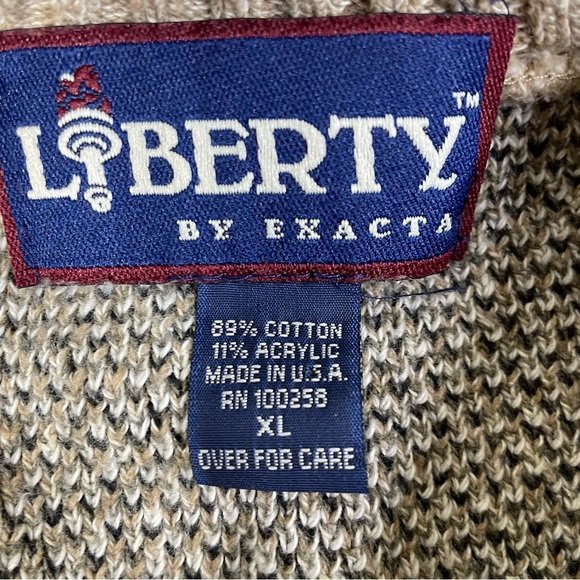 LIBERTY™
BY EXACTA
89% COTTON
11% ACRYLIC
MADE IN U.S.A.
RN 100258
XL
OVER FOR CARE